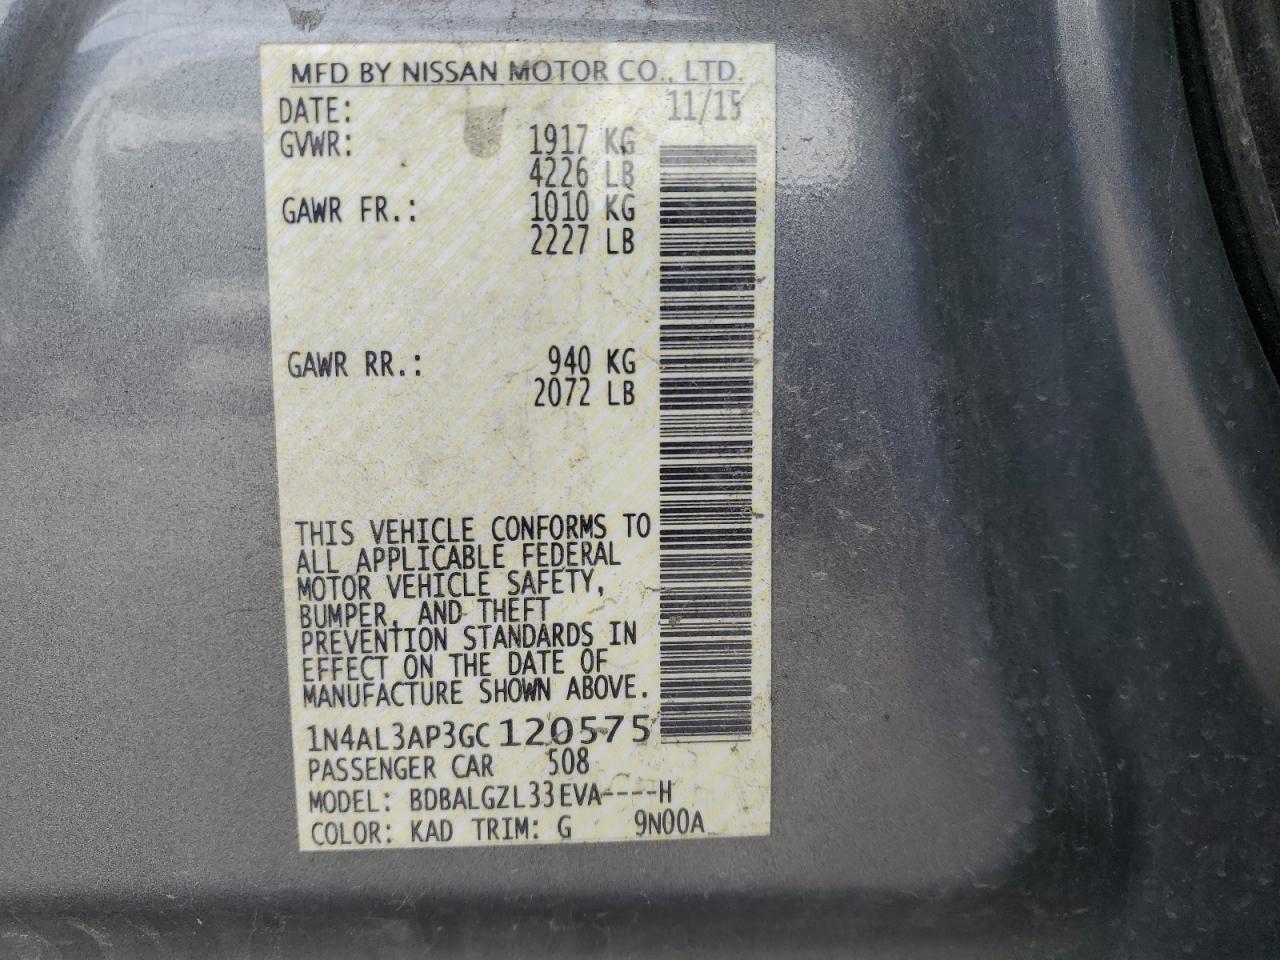 MFD BY NISSAN MOTOR CO., LTD.
DATE: 11/15
GVWR: 1917 KG
4226 LB
GAWR FR.: 1010 KG
2227 LB
GAWR RR.: 940 KG
2072 LB
THIS VEHICLE CONFORMS TO
ALL APPLICABLE FEDERAL
MOTOR VEHICLE SAFETY,
BUMPER, AND THEFT
PREVENTION STANDARDS IN
EFFECT ON THE DATE OF
MANUFACTURE SHOWN ABOVE.
1N4AL3AP3GC120575
PASSENGER CAR 508
MODEL: BDBALGZL33EVA----H
COLOR: KAD TRIM: G 9N00A